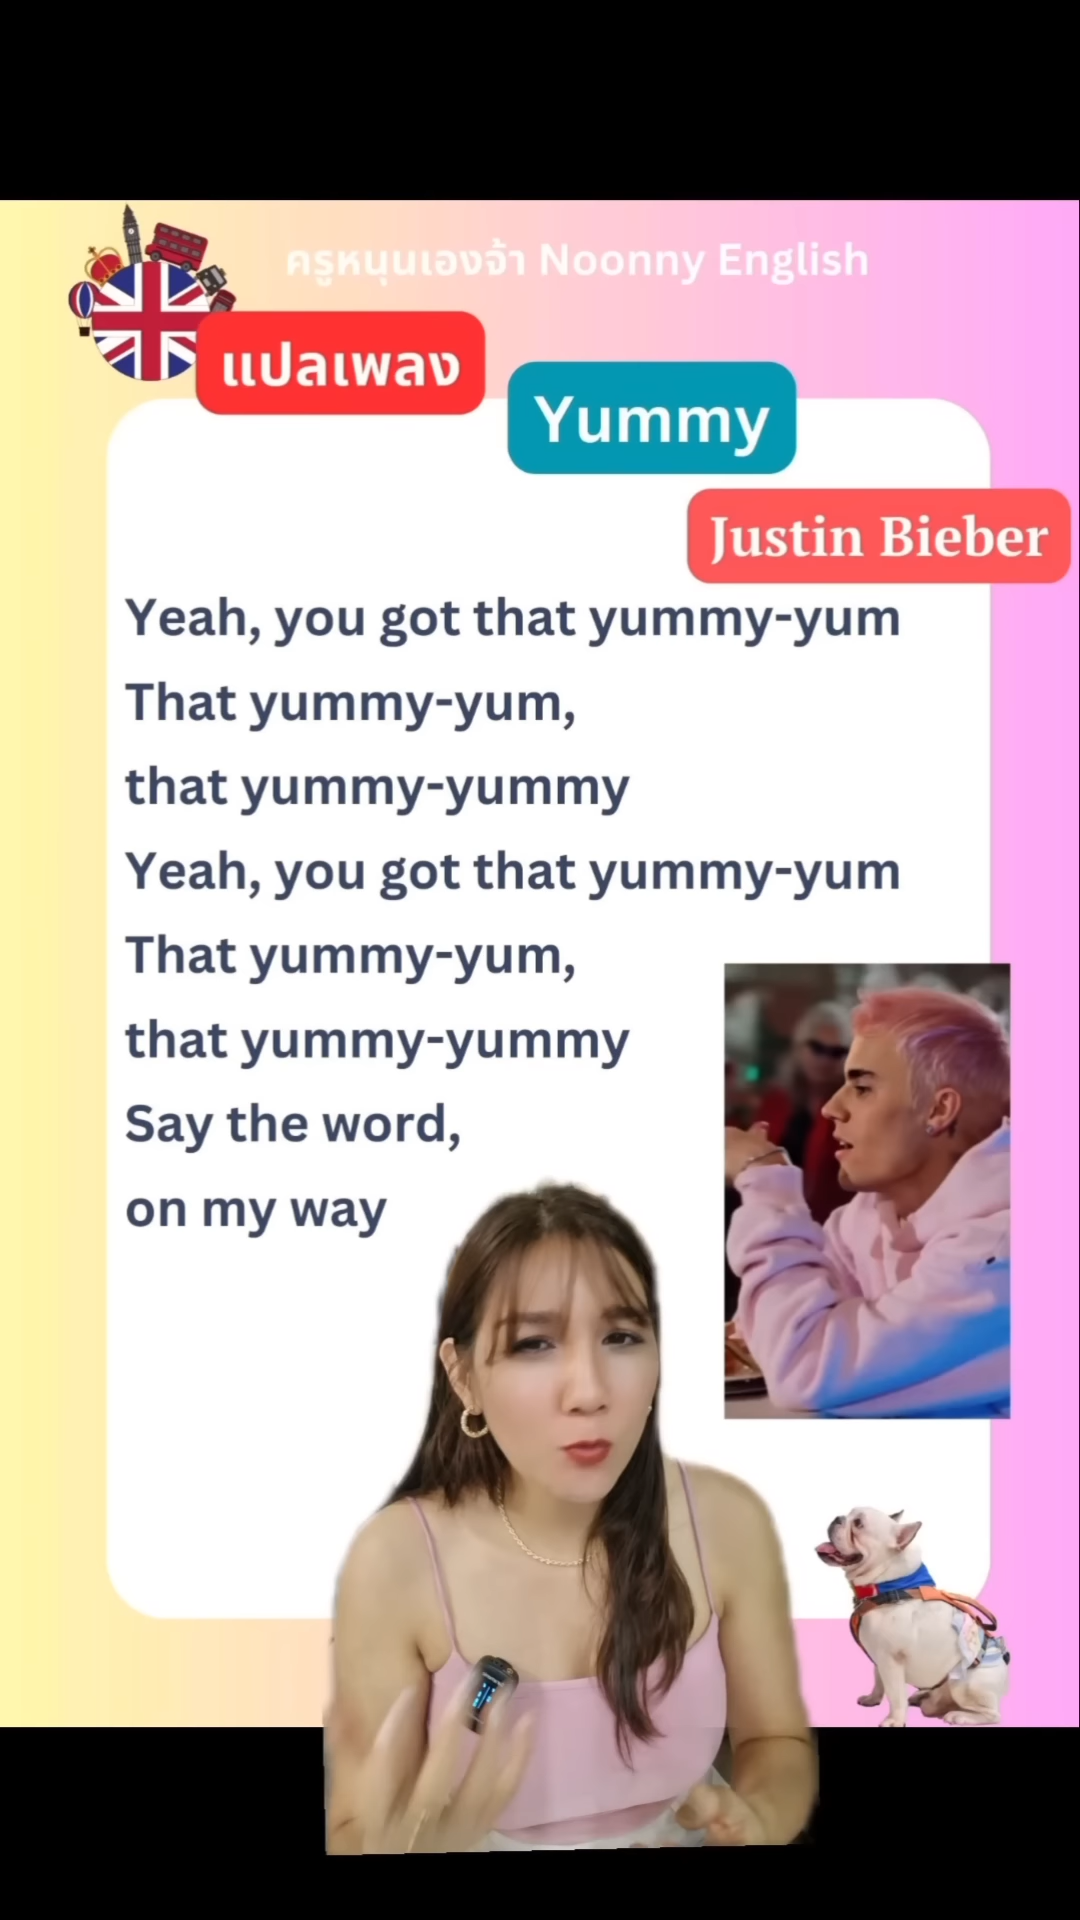 ครูหนุนเองจ้า Noonny English
แปลเพลง
Yummy
Justin Bieber
Yeah, you got that yummy-yum
That yummy-yum,
that yummy-yummy
Yeah, you got that yummy-yum
That yummy-yum,
that yummy-yummy
Say the word,
on my way